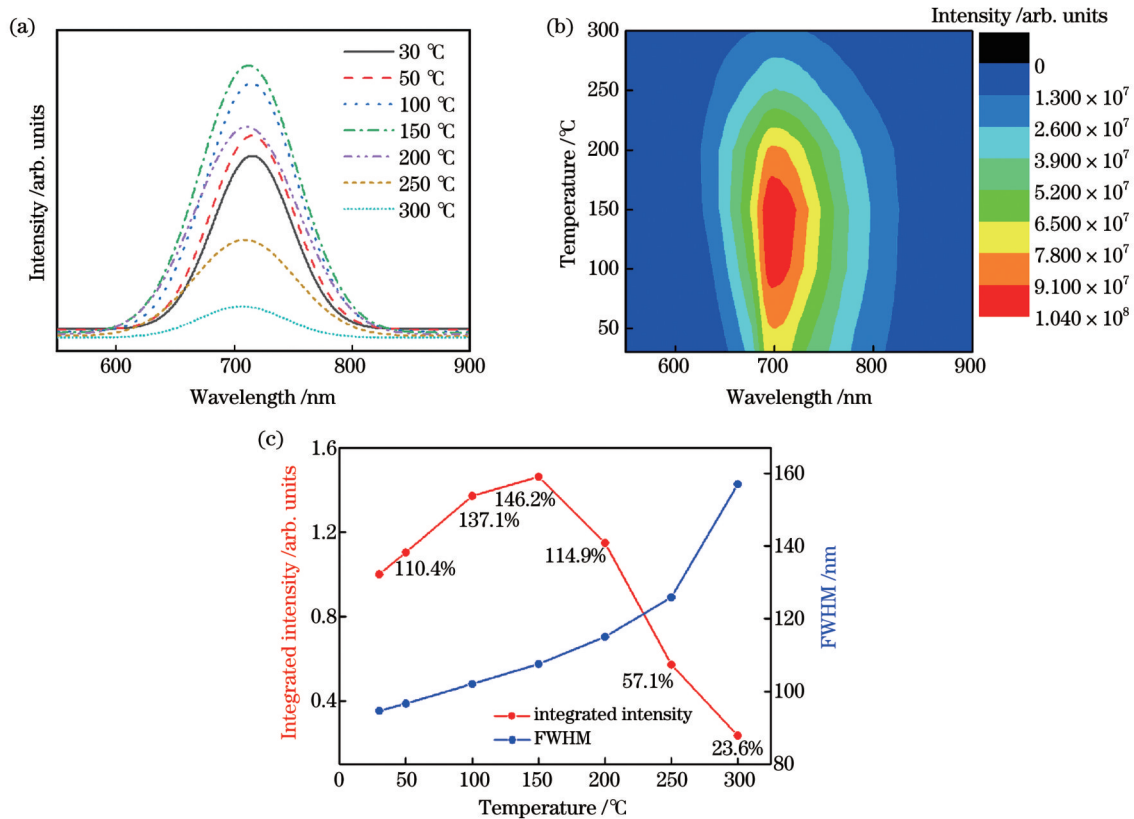 (a)
Intensity /arb. units
30 ℃
50 ℃
100 ℃
150 ℃
200 ℃
250 ℃
300 ℃
600
700
800
900
Wavelength /nm
(b)
Intensity /arb. units
Temperature /℃
300
250
200
150
100
50
600
700
800
900
Wavelength /nm
0
1.300 × 10⁷
2.600 × 10⁷
3.900 × 10⁷
5.200 × 10⁷
6.500 × 10⁷
7.800 × 10⁷
9.100 × 10⁷
1.040 × 10⁸
(c)
Integrated intensity /arb. units
1.6
1.2
0.8
0.4
110.4%
137.1%
146.2%
114.9%
57.1%
23.6%
integrated intensity
FWHM
160
140
120
100
80
FWHM /nm
0
50
100
150
200
250
300
Temperature /℃